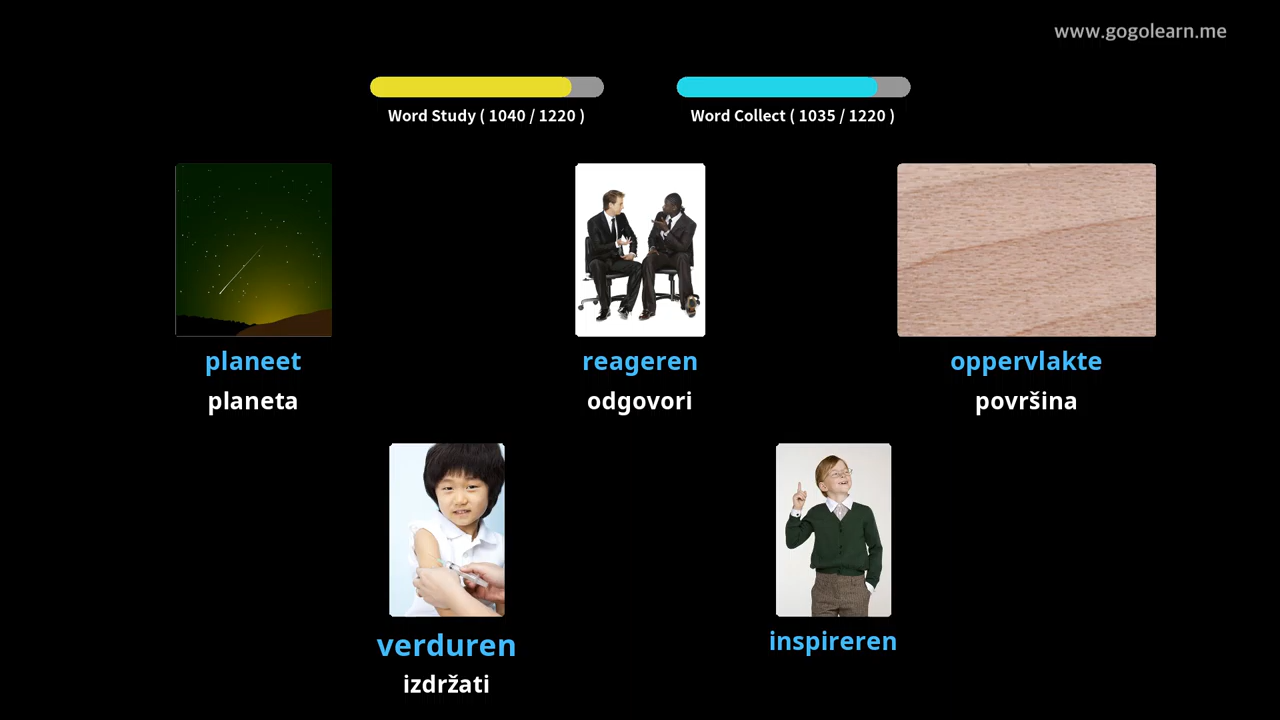 www.gogolearn.me
Word Study ( 1040 / 1220 )
Word Collect ( 1035 / 1220 )
planeet
planeta
reageren
odgovori
oppervlakte
površina
verduren
izdržati
inspireren